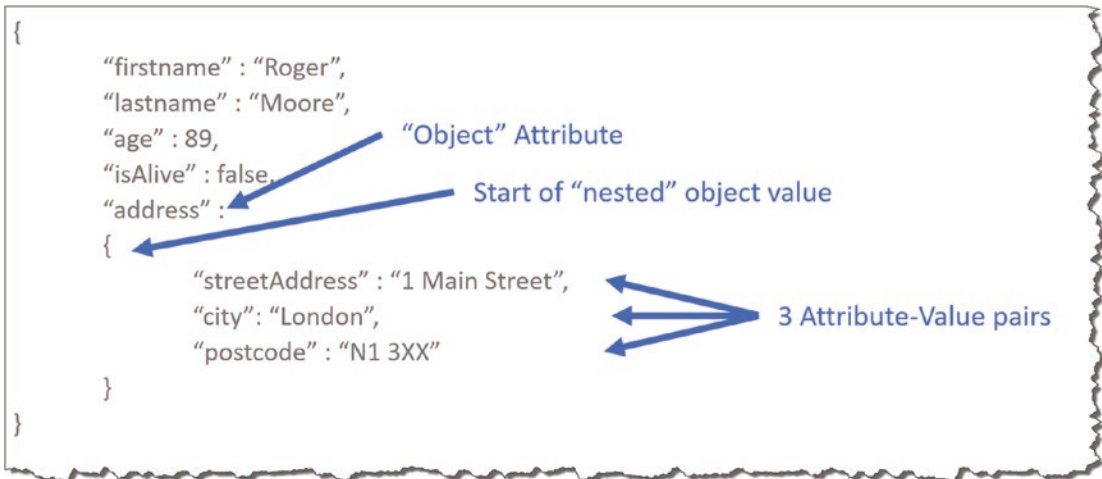 {
“firstname” : “Roger”,
“lastname” : “Moore”,
“age” : 89,
“isAlive” : false,
“address” :
{
“streetAddress” : “1 Main Street”,
“city”: “London”,
“postcode” : “N1 3XX”
}
}
“Object” Attribute
Start of “nested” object value
3 Attribute-Value pairs